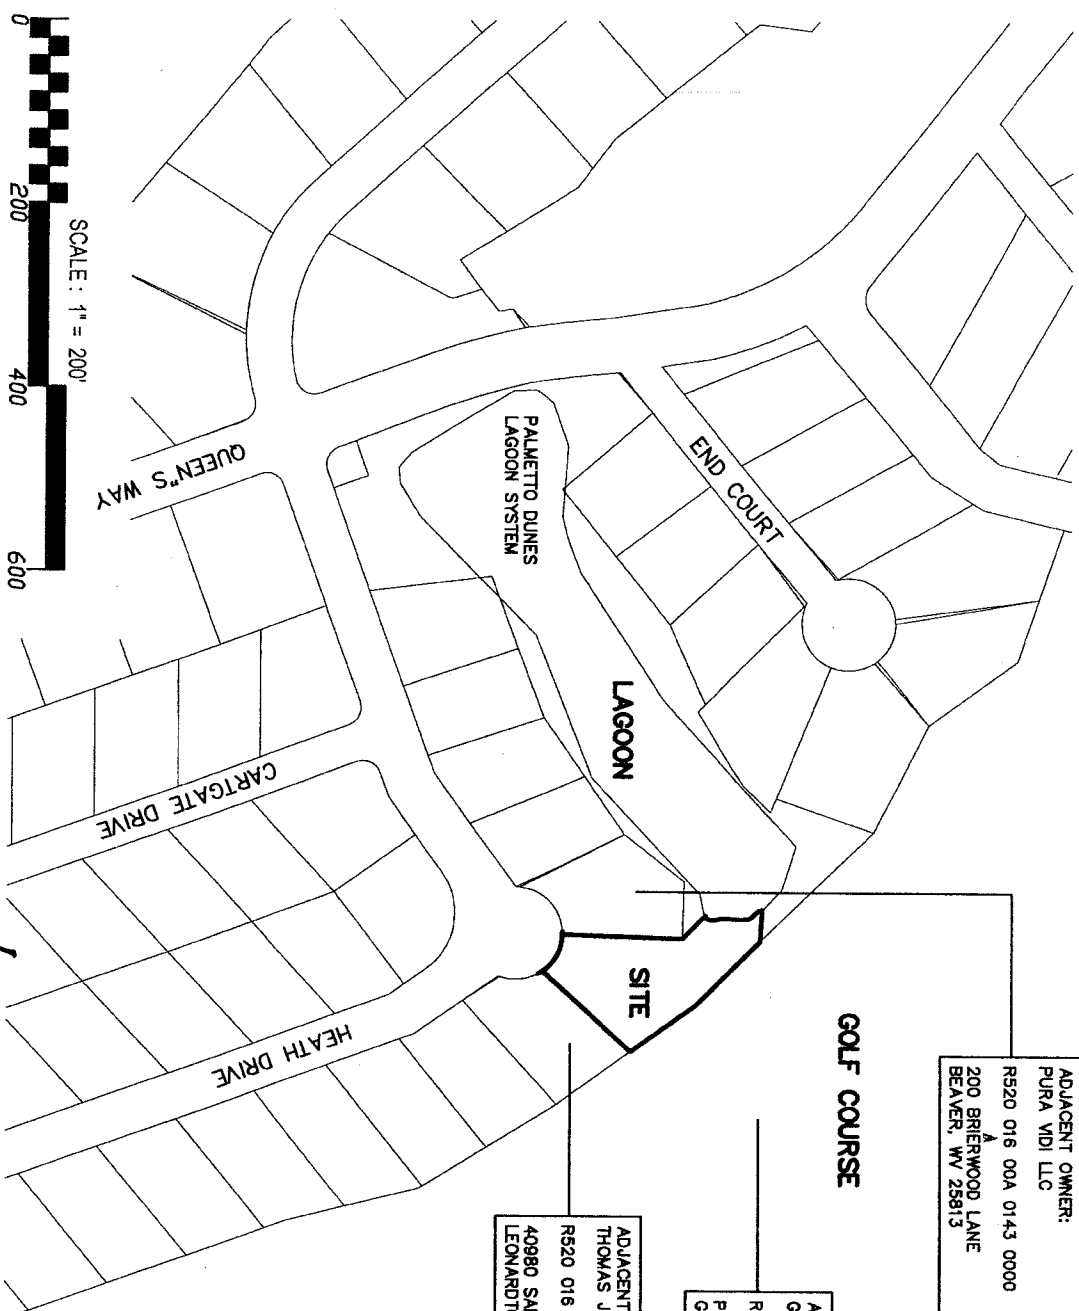 ADJACENT OWNER:
PURA VIDI LLC
R520 016 00A 0143 0000
A
200 BRIERWOOD LANE
BEAVER, WV 25813
GOLF COURSE
ADJACENT
THOMAS J
R520 016
40980
SITE
LAGOON
PALMETTO DUNES
LAGOON SYSTEM
END COURT
QUEEN"S WAY
CARTGATE DRIVE
HEATH DRIVE
SCALE: 1" = 200'
0 200 400 600